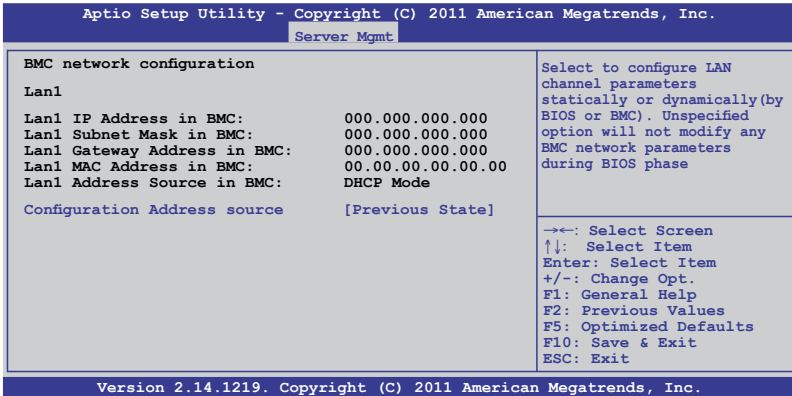 Aptio Setup Utility - Copyright (C) 2011 American Megatrends, Inc.
Server Mgmt
BMC network configuration
Lan1
Lan1 IP Address in BMC: 000.000.000.000
Lan1 Subnet Mask in BMC: 000.000.000.000
Lan1 Gateway Address in BMC: 000.000.000.000
Lan1 MAC Address in BMC: 00.00.00.00.00.00
Lan1 Address Source in BMC: DHCP Mode
Configuration Address source [Previous State]
Select to configure LAN
channel parameters
statically or dynamically(by
BIOS or BMC). Unspecified
option will not modify any
BMC network parameters
during BIOS phase
→←: Select Screen
↑↓: Select Item
Enter: Select Item
+/-: Change Opt.
F1: General Help
F2: Previous Values
F5: Optimized Defaults
F10: Save & Exit
ESC: Exit
Version 2.14.1219. Copyright (C) 2011 American Megatrends, Inc.